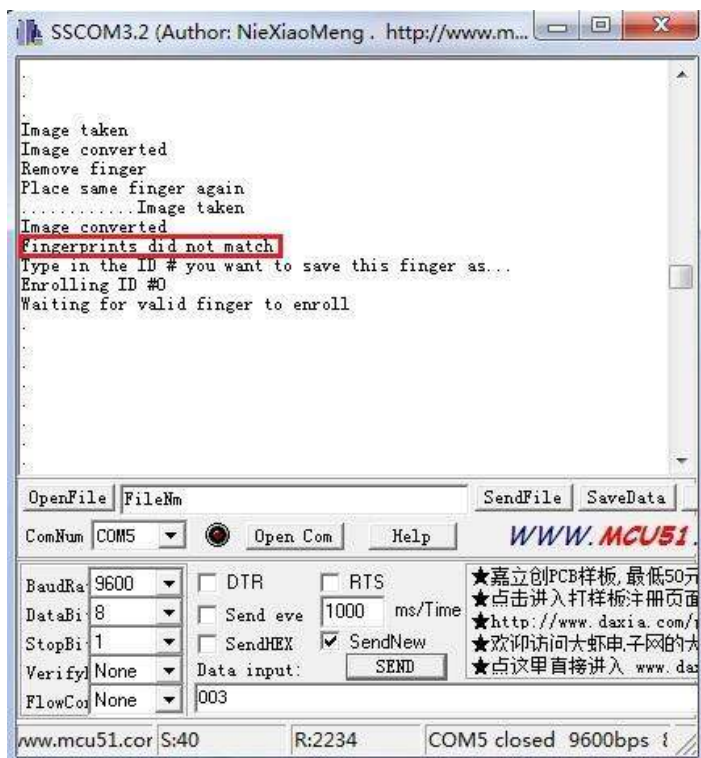 SSCOM3.2 (Author: NieXiaoMeng . http://www.m...
.
.
.
Image taken
Image converted
Remove finger
Place same finger again
............Image taken
Image converted
Fingerprints did not match
Type in the ID # you want to save this finger as...
Enrolling ID #0
Waiting for valid finger to enroll
.
.
.
.
.
.
.
OpenFile FileNm SendFile SaveData
ComNum COM5 Open Com Help WWW.MCU51.
BaudRa 9600 DTR RTS
DataBi 8 Send eve 1000 ms/Time
StopBi 1 SendHEX SendNew
Verify None Data input: SEND
FlowCo None 003
★嘉立创PCB样板,最低50元
★点击进入打样板注册页面
★http://www.daxia.com/
★欢迎访问大虾电子网的大
★点这里直接进入 www.dax
www.mcu51.cor S:40 R:2234 COM5 closed 9600bps 8